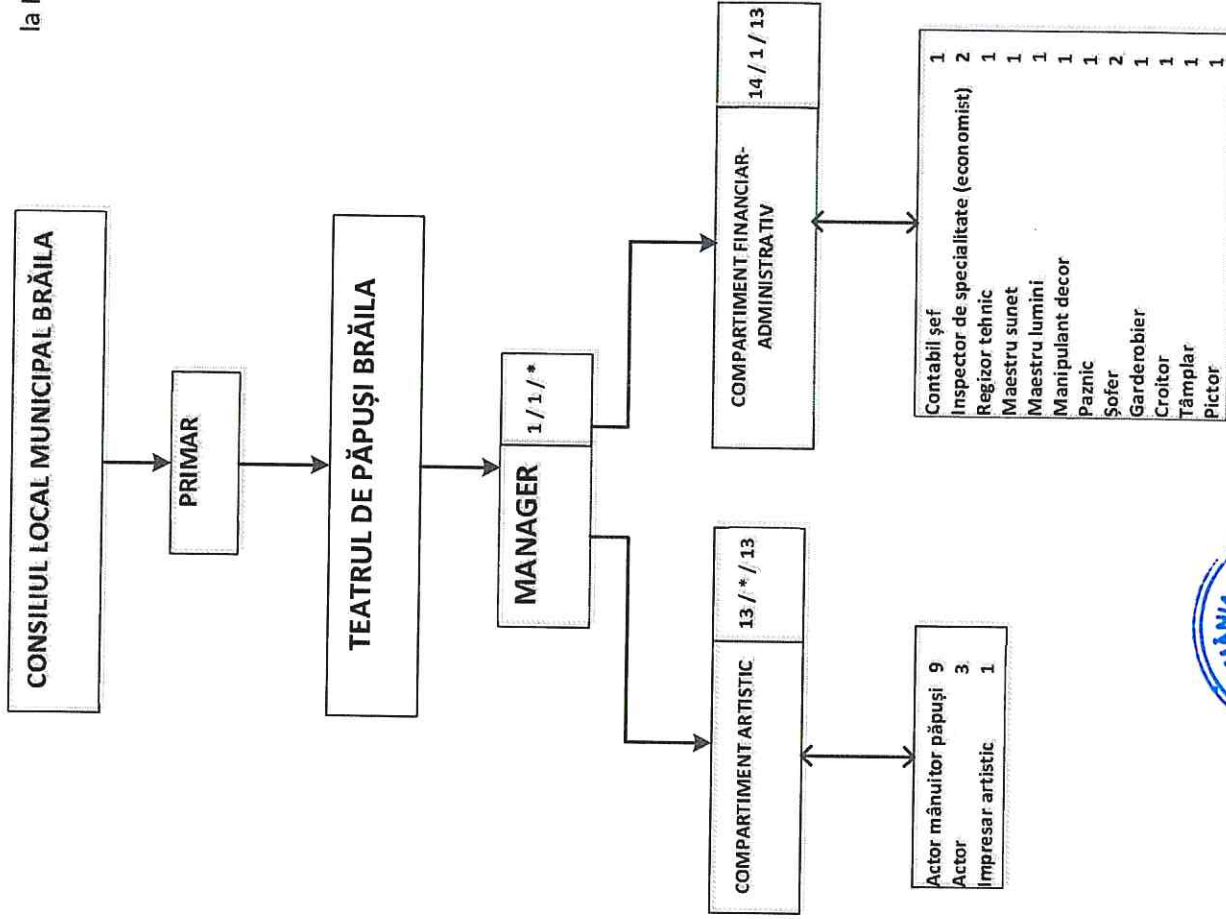 la
CONSILIUL LOCAL MUNICIPAL BRĂILA
PRIMAR
TEATRUL DE PĂPUȘI BRĂILA
MANAGER
1 / 1 / *
COMPARTIMENT ARTISTIC
13 / * / 13
Actor mânuitor păpuși 9
Actor 3
Impresar artistic 1
COMPARTIMENT FINANCIAR-
ADMINISTRATIV
14 / 1 / 13
Contabil șef 1
Inspector de specialitate (economist) 2
Regizor tehnic 1
Maestru sunet 1
Maestru lumini 1
Manipulant decor 1
Paznic 1
Șofer 2
Garderobier 1
Croitor 1
Tâmplar 1
Pictor 1